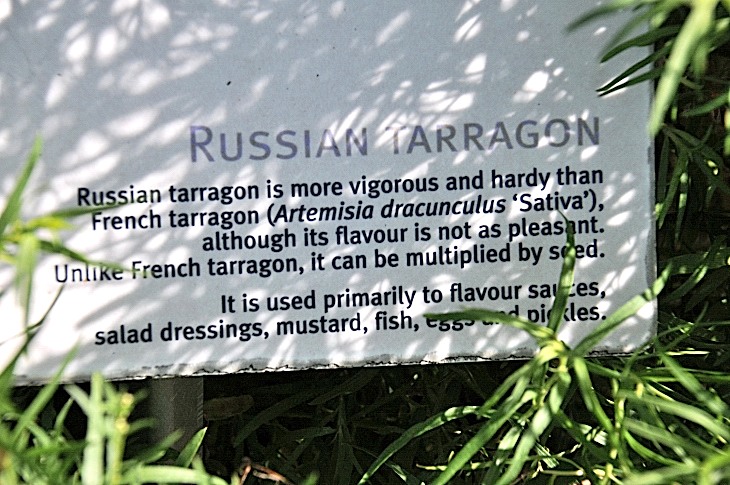 RUSSIAN TARRAGON
Russian tarragon is more vigorous and hardy than
French tarragon (Artemisia dracunculus ‘Sativa’),
although its flavour is not as pleasant.
Unlike French tarragon, it can be multiplied by seed.
It is used primarily to flavour sauces,
salad dressings, mustard, fish, eggs and pickles.